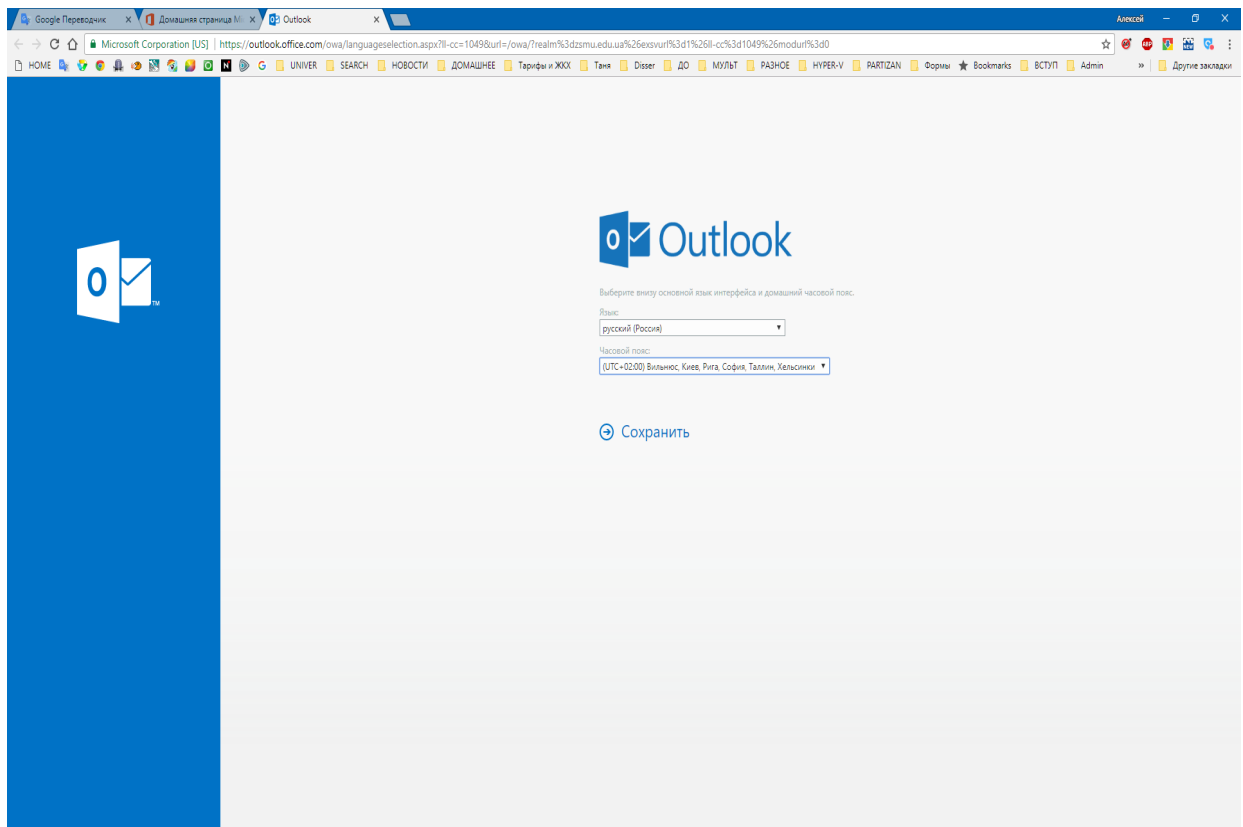 Google Переводчик
Домашняя страница Mi
Outlook
Алексей
Microsoft Corporation [US] https://outlook.office.com/owa/languageselection.aspx?ll-cc=1049&url=/owa/?realm%3dzsmu.edu.ua%26exsvurl%3d1%26ll-cc%3d1049%26modurl%3d0
HOME G UNIVER SEARCH НОВОСТИ ДОМАШНЕЕ Тарифы и ЖКХ Таня Disser ДО МУЛЬТ РАЗНОЕ HYPER-V PARTIZAN Формы Bookmarks ВСТУП Admin » Другие закладки
Outlook
Выберите внизу основной язык интерфейса и домашний часовой пояс.
Язык:
русский (Россия)
Часовой пояс:
(UTC+02:00) Вильнюс, Киев, Рига, София, Таллин, Хельсинки
Сохранить
O
TM